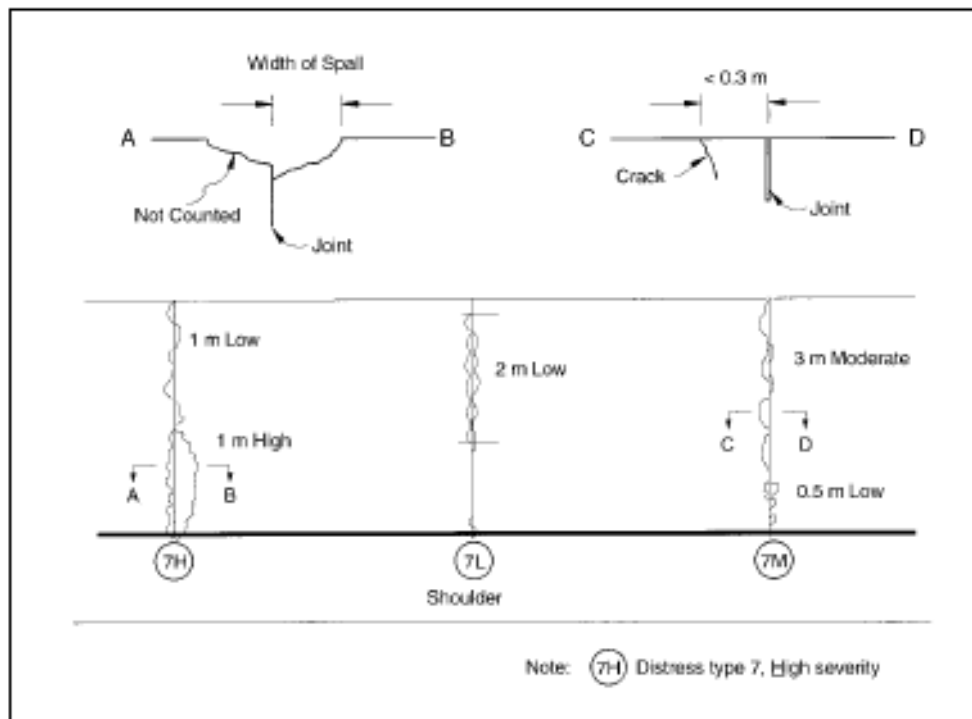 Width of Spall
< 0.3 m
A
B
C
D
Crack
Not Counted
Joint
Joint
1 m Low
2 m Low
3 m Moderate
1 m High
A
B
C
D
0.5 m Low
7H
7L
7M
Shoulder
Note: 7H Distress type 7, High severity